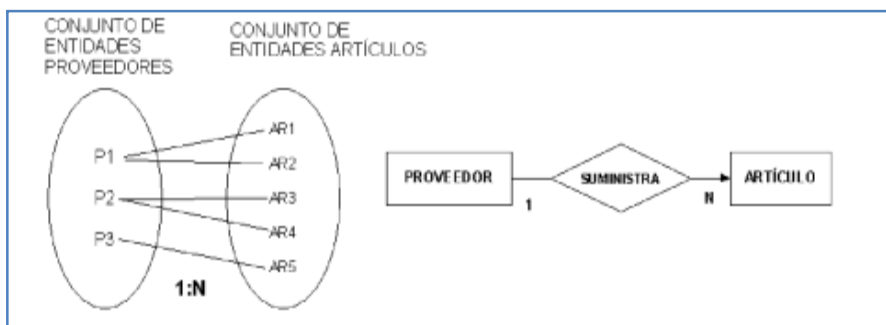 CONJUNTO DE
ENTIDADES
PROVEEDORES
CONJUNTO DE
ENTIDADES ARTÍCULOS
P1
P2
P3
AR1
AR2
AR3
AR4
AR5
1:N
PROVEEDOR
1
SUMINISTRA
N
ARTÍCULO